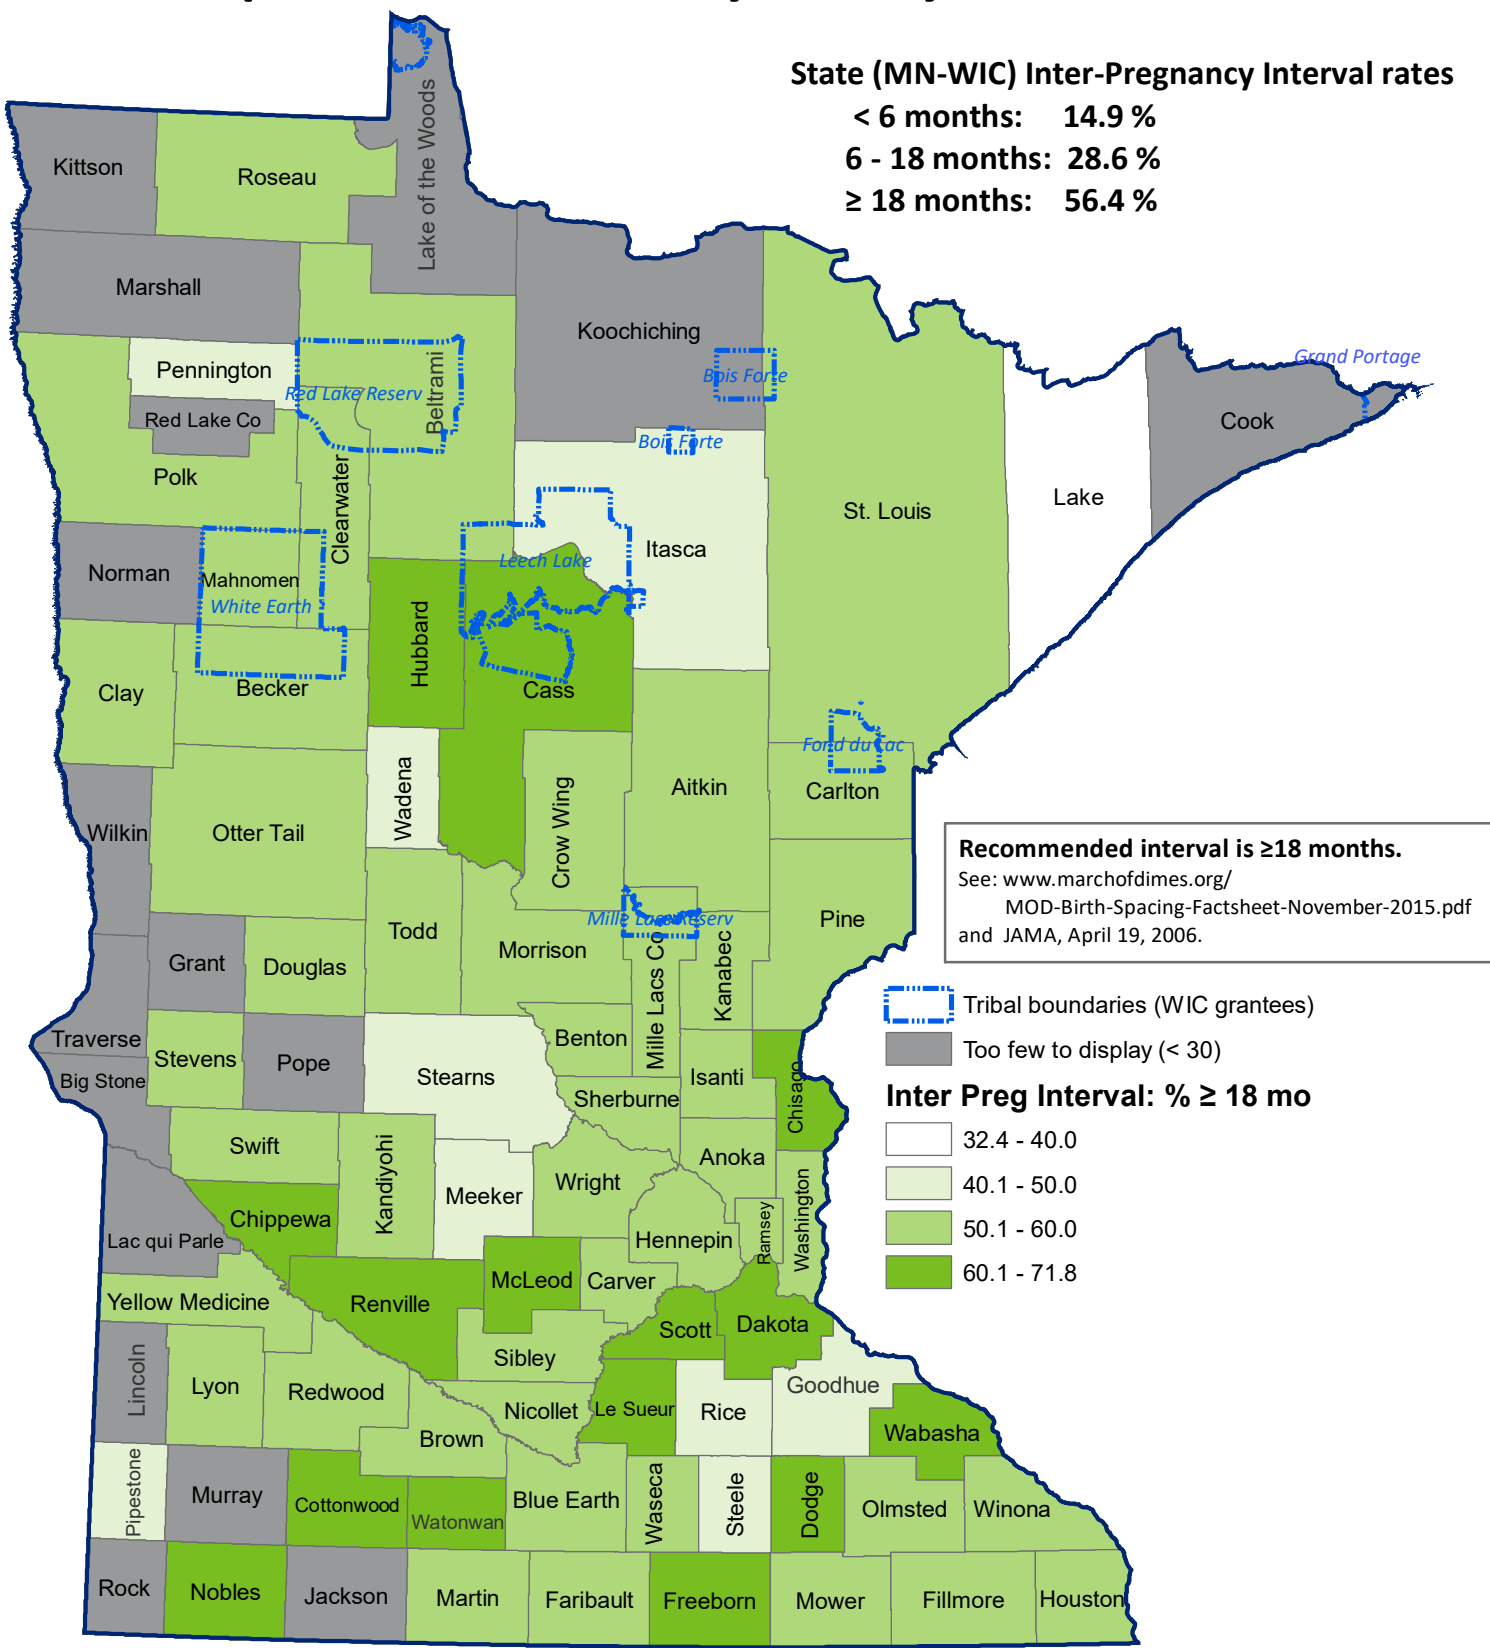 State (MN-WIC) Inter-Pregnancy Interval rates
< 6 months: 14.9 %
6 - 18 months: 28.6 %
≥ 18 months: 56.4 %
Kittson
Roseau
Lake of the Woods
Marshall
Koochiching
Pennington
Red Lake Reserv
Beltrami
Bois Forte
Grand Portage
Red Lake Co
Cook
Bois Forte
Polk
Clearwater
Lake
St. Louis
Itasca
Leech Lake
Norman
Mahnomen
White Earth
Hubbard
Clay
Becker
Cass
Fond du Lac
Wadena
Crow Wing
Aitkin
Carlton
Wilkin
Otter Tail
Recommended interval is ≥18 months.
See: www.marchofdimes.org/
MOD-Birth-Spacing-Factsheet-November-2015.pdf
and JAMA, April 19, 2006.
Mille Lacs Reserv
Pine
Todd
Morrison
Grant
Douglas
Mille Lacs Co
Kanabec
Tribal boundaries (WIC grantees)
Traverse
Stevens
Pope
Benton
Too few to display (< 30)
Big Stone
Stearns
Isanti
Chisago
Sherburne
Inter Preg Interval: % ≥ 18 mo
32.4 - 40.0
40.1 - 50.0
50.1 - 60.0
60.1 - 71.8
Swift
Kandiyohi
Anoka
Meeker
Wright
Washington
Chippewa
Ramsey
Lac qui Parle
Hennepin
McLeod
Carver
Yellow Medicine
Renville
Scott
Dakota
Sibley
Lincoln
Lyon
Redwood
Goodhue
Nicollet
Le Sueur
Rice
Brown
Wabasha
Pipestone
Murray
Cottonwood
Watonwan
Blue Earth
Waseca
Steele
Dodge
Olmsted
Winona
Rock
Nobles
Jackson
Martin
Faribault
Freeborn
Mower
Fillmore
Houston